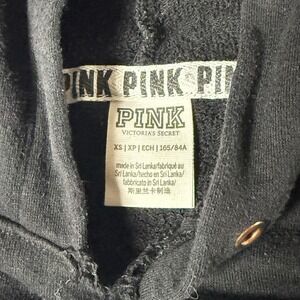 PINK PINK PIN
PINK
VICTORIA'S SECRET
XS | XP | ECH | 165/84A
made in Sri Lanka/fabriqué au
Sri Lanka/hecho en Sri Lanka/
fabbricato in Sri Lanka/
斯里兰卡制造